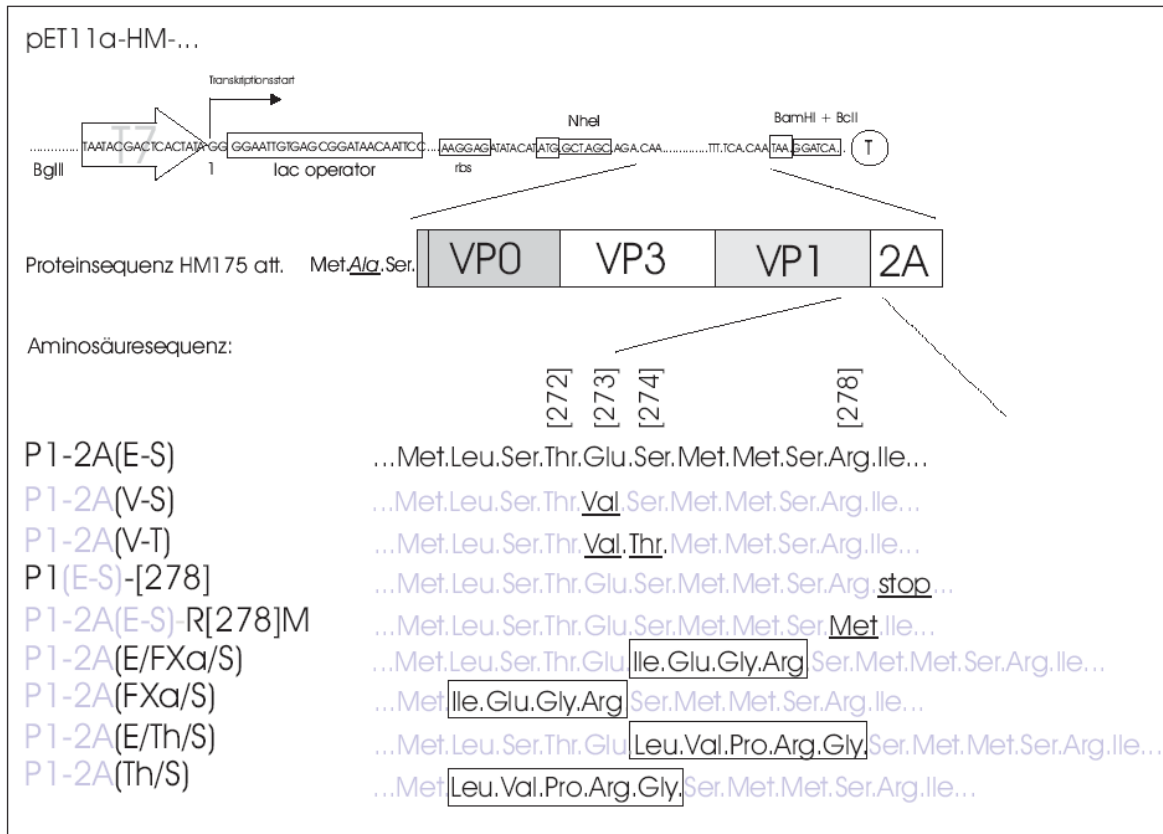 pET11a-HM-...
Transkriptionsstart
NheI
BamHI + BclI
T7
TAATACGACTCACTATA GG GGAATTGTGAGCGGATAACAATTCC ...... AAGGAG ATATACAT ATG.GCT.AGC.AGA.CAA...............TTT.TCA.CAA TAA.GGATCA.. T
BglII
1
lac operator
rbs
Proteinsequenz HM175 att. Met.Ala.Ser. VP0 VP3 VP1 2A
Aminosäuresequenz:
[272] [273] [274] [278]
P1-2A(E-S) ...Met.Leu.Ser.Thr.Glu.Ser.Met.Met.Ser.Arg.Ile...
P1-2A(V-S) ...Met.Leu.Ser.Thr.Val.Ser.Met.Met.Ser.Arg.Ile...
P1-2A(V-T) ...Met.Leu.Ser.Thr.Val.Thr.Met.Met.Ser.Arg.Ile...
P1(E-S)-[278] ...Met.Leu.Ser.Thr.Glu.Ser.Met.Met.Ser.Arg.stop...
P1-2A(E-S)-R[278]M ...Met.Leu.Ser.Thr.Glu.Ser.Met.Met.Ser.Met.Ile...
P1-2A(E/FXa/S) ...Met.Leu.Ser.Thr.Glu.Ile.Glu.Gly.Arg.Ser.Met.Met.Ser.Arg.Ile...
P1-2A(FXa/S) ...Met.Ile.Glu.Gly.Arg.Ser.Met.Met.Ser.Arg.Ile...
P1-2A(E/Th/S) ...Met.Leu.Ser.Thr.Glu.Leu.Val.Pro.Arg.Gly.Ser.Met.Met.Ser.Arg.Ile...
P1-2A(Th/S) ...Met.Leu.Val.Pro.Arg.Gly.Ser.Met.Met.Ser.Arg.Ile...